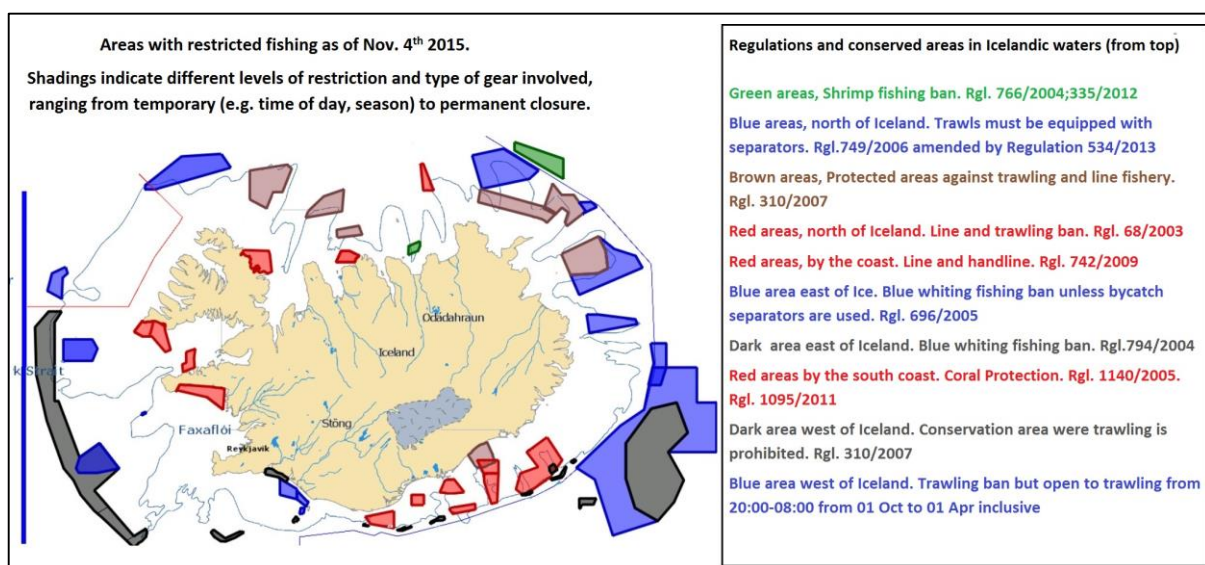 Areas with restricted fishing as of Nov. 4th 2015.
Shadings indicate different levels of restriction and type of gear involved,
ranging from temporary (e.g. time of day, season) to permanent closure.
Odadahraun
Iceland
k Strait
Stöng
Faxaflói
Reykjavik
Regulations and conserved areas in Icelandic waters (from top)
Green areas, Shrimp fishing ban. Rgl. 766/2004;335/2012
Blue areas, north of Iceland. Trawls must be equipped with
separators. Rgl.749/2006 amended by Regulation 534/2013
Brown areas, Protected areas against trawling and line fishery.
Rgl. 310/2007
Red areas, north of Iceland. Line and trawling ban. Rgl. 68/2003
Red areas, by the coast. Line and handline. Rgl. 742/2009
Blue area east of Ice. Blue whiting fishing ban unless bycatch
separators are used. Rgl. 696/2005
Dark area east of Iceland. Blue whiting fishing ban. Rgl.794/2004
Red areas by the south coast. Coral Protection. Rgl. 1140/2005.
Rgl. 1095/2011
Dark area west of Iceland. Conservation area were trawling is
prohibited. Rgl. 310/2007
Blue area west of Iceland. Trawling ban but open to trawling from
20:00-08:00 from 01 Oct to 01 Apr inclusive